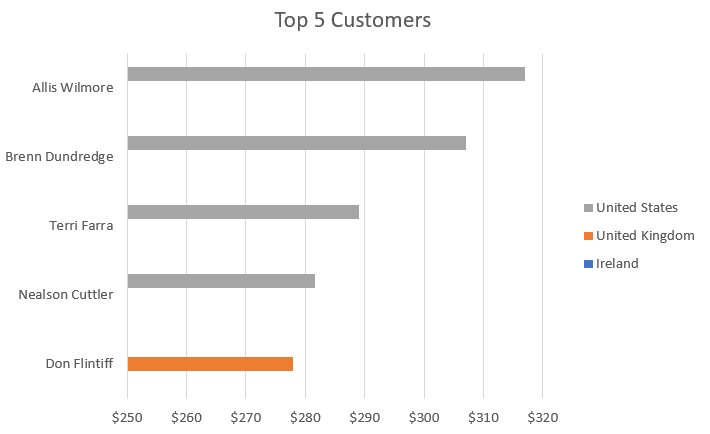 Top 5 Customers
Allis Wilmore
Brenn Dundredge
Terri Farra
Nealson Cuttler
Don Flintiff
United States
United Kingdom
Ireland
$250 $260 $270 $280 $290 $300 $310 $320